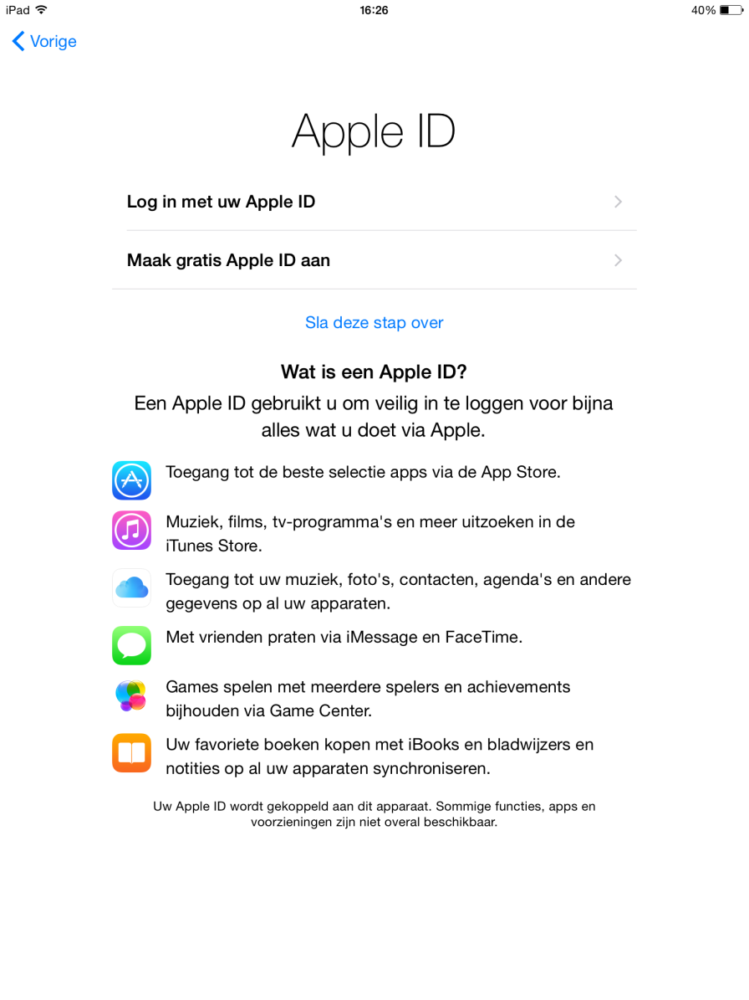 iPad 16:26 40%
Vorige
Apple ID
Log in met uw Apple ID
Maak gratis Apple ID aan
Sla deze stap over
Wat is een Apple ID?
Een Apple ID gebruikt u om veilig in te loggen voor bijna
alles wat u doet via Apple.
Toegang tot de beste selectie apps via de App Store.
Muziek, films, tv-programma's en meer uitzoeken in de
iTunes Store.
Toegang tot uw muziek, foto's, contacten, agenda's en andere
gegevens op al uw apparaten.
Met vrienden praten via iMessage en FaceTime.
Games spelen met meerdere spelers en achievements
bijhouden via Game Center.
Uw favoriete boeken kopen met iBooks en bladwijzers en
notities op al uw apparaten synchroniseren.
Uw Apple ID wordt gekoppeld aan dit apparaat. Sommige functies, apps en
voorzieningen zijn niet overal beschikbaar.